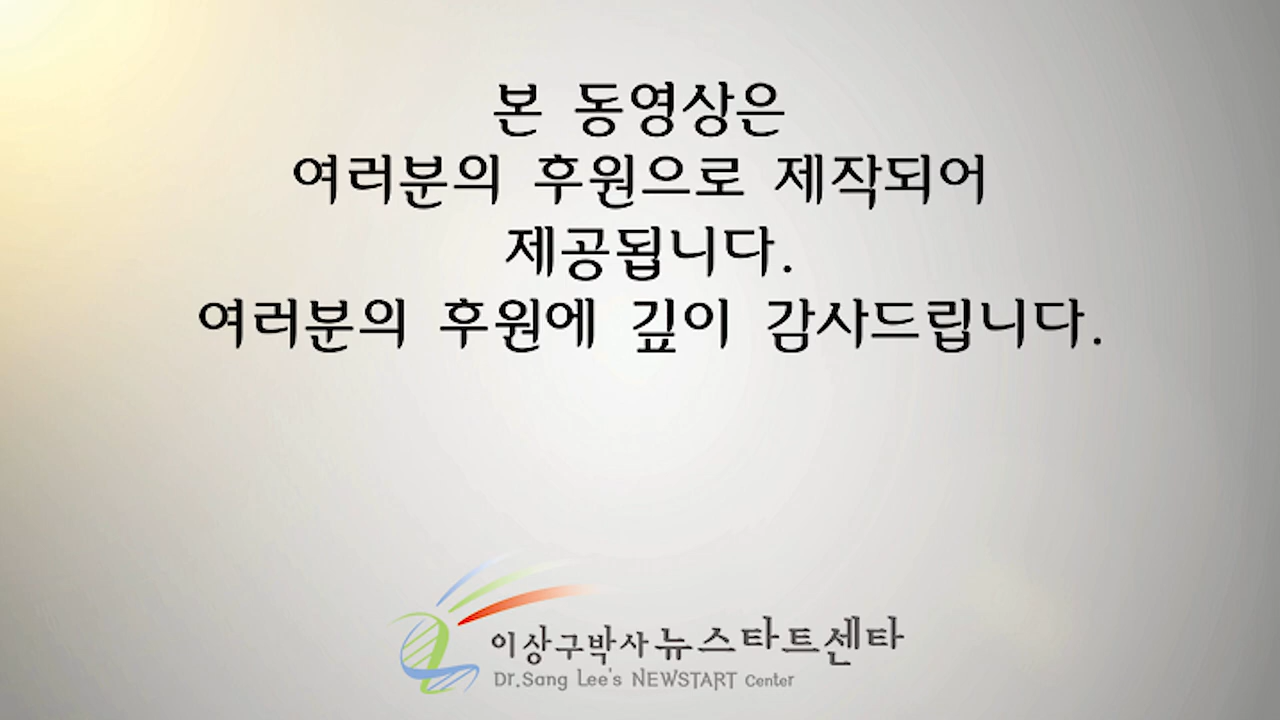 본 동영상은
여러분의 후원으로 제작되어
제공됩니다.
여러분의 후원에 깊이 감사드립니다.
이상구박사 뉴스타트센타
Dr.Sang Lee's NEWSTART Center